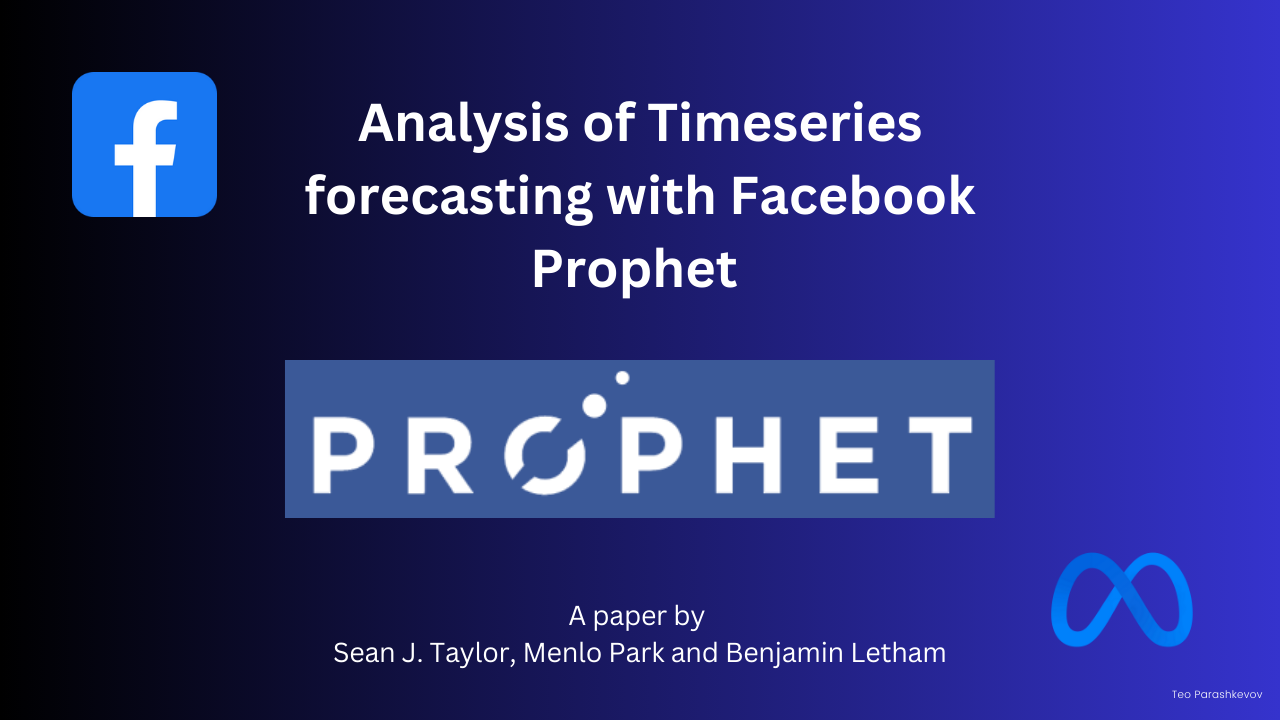 Analysis of Timeseries
forecasting with Facebook
Prophet
PROPHET
A paper by
Sean J. Taylor, Menlo Park and Benjamin Letham
Teo Parashkevov